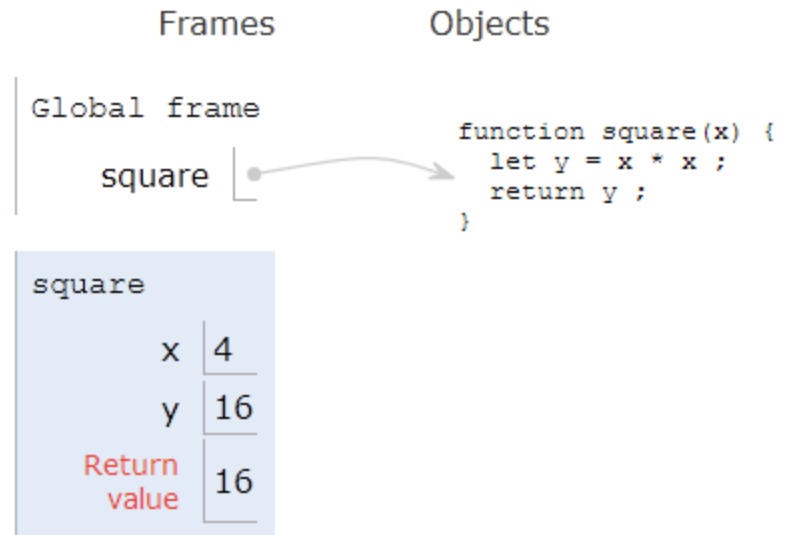 Frames Objects
Global frame
square
function square(x) {
let y = x * x ;
return y ;
}
square
x 4
y 16
Return
value 16